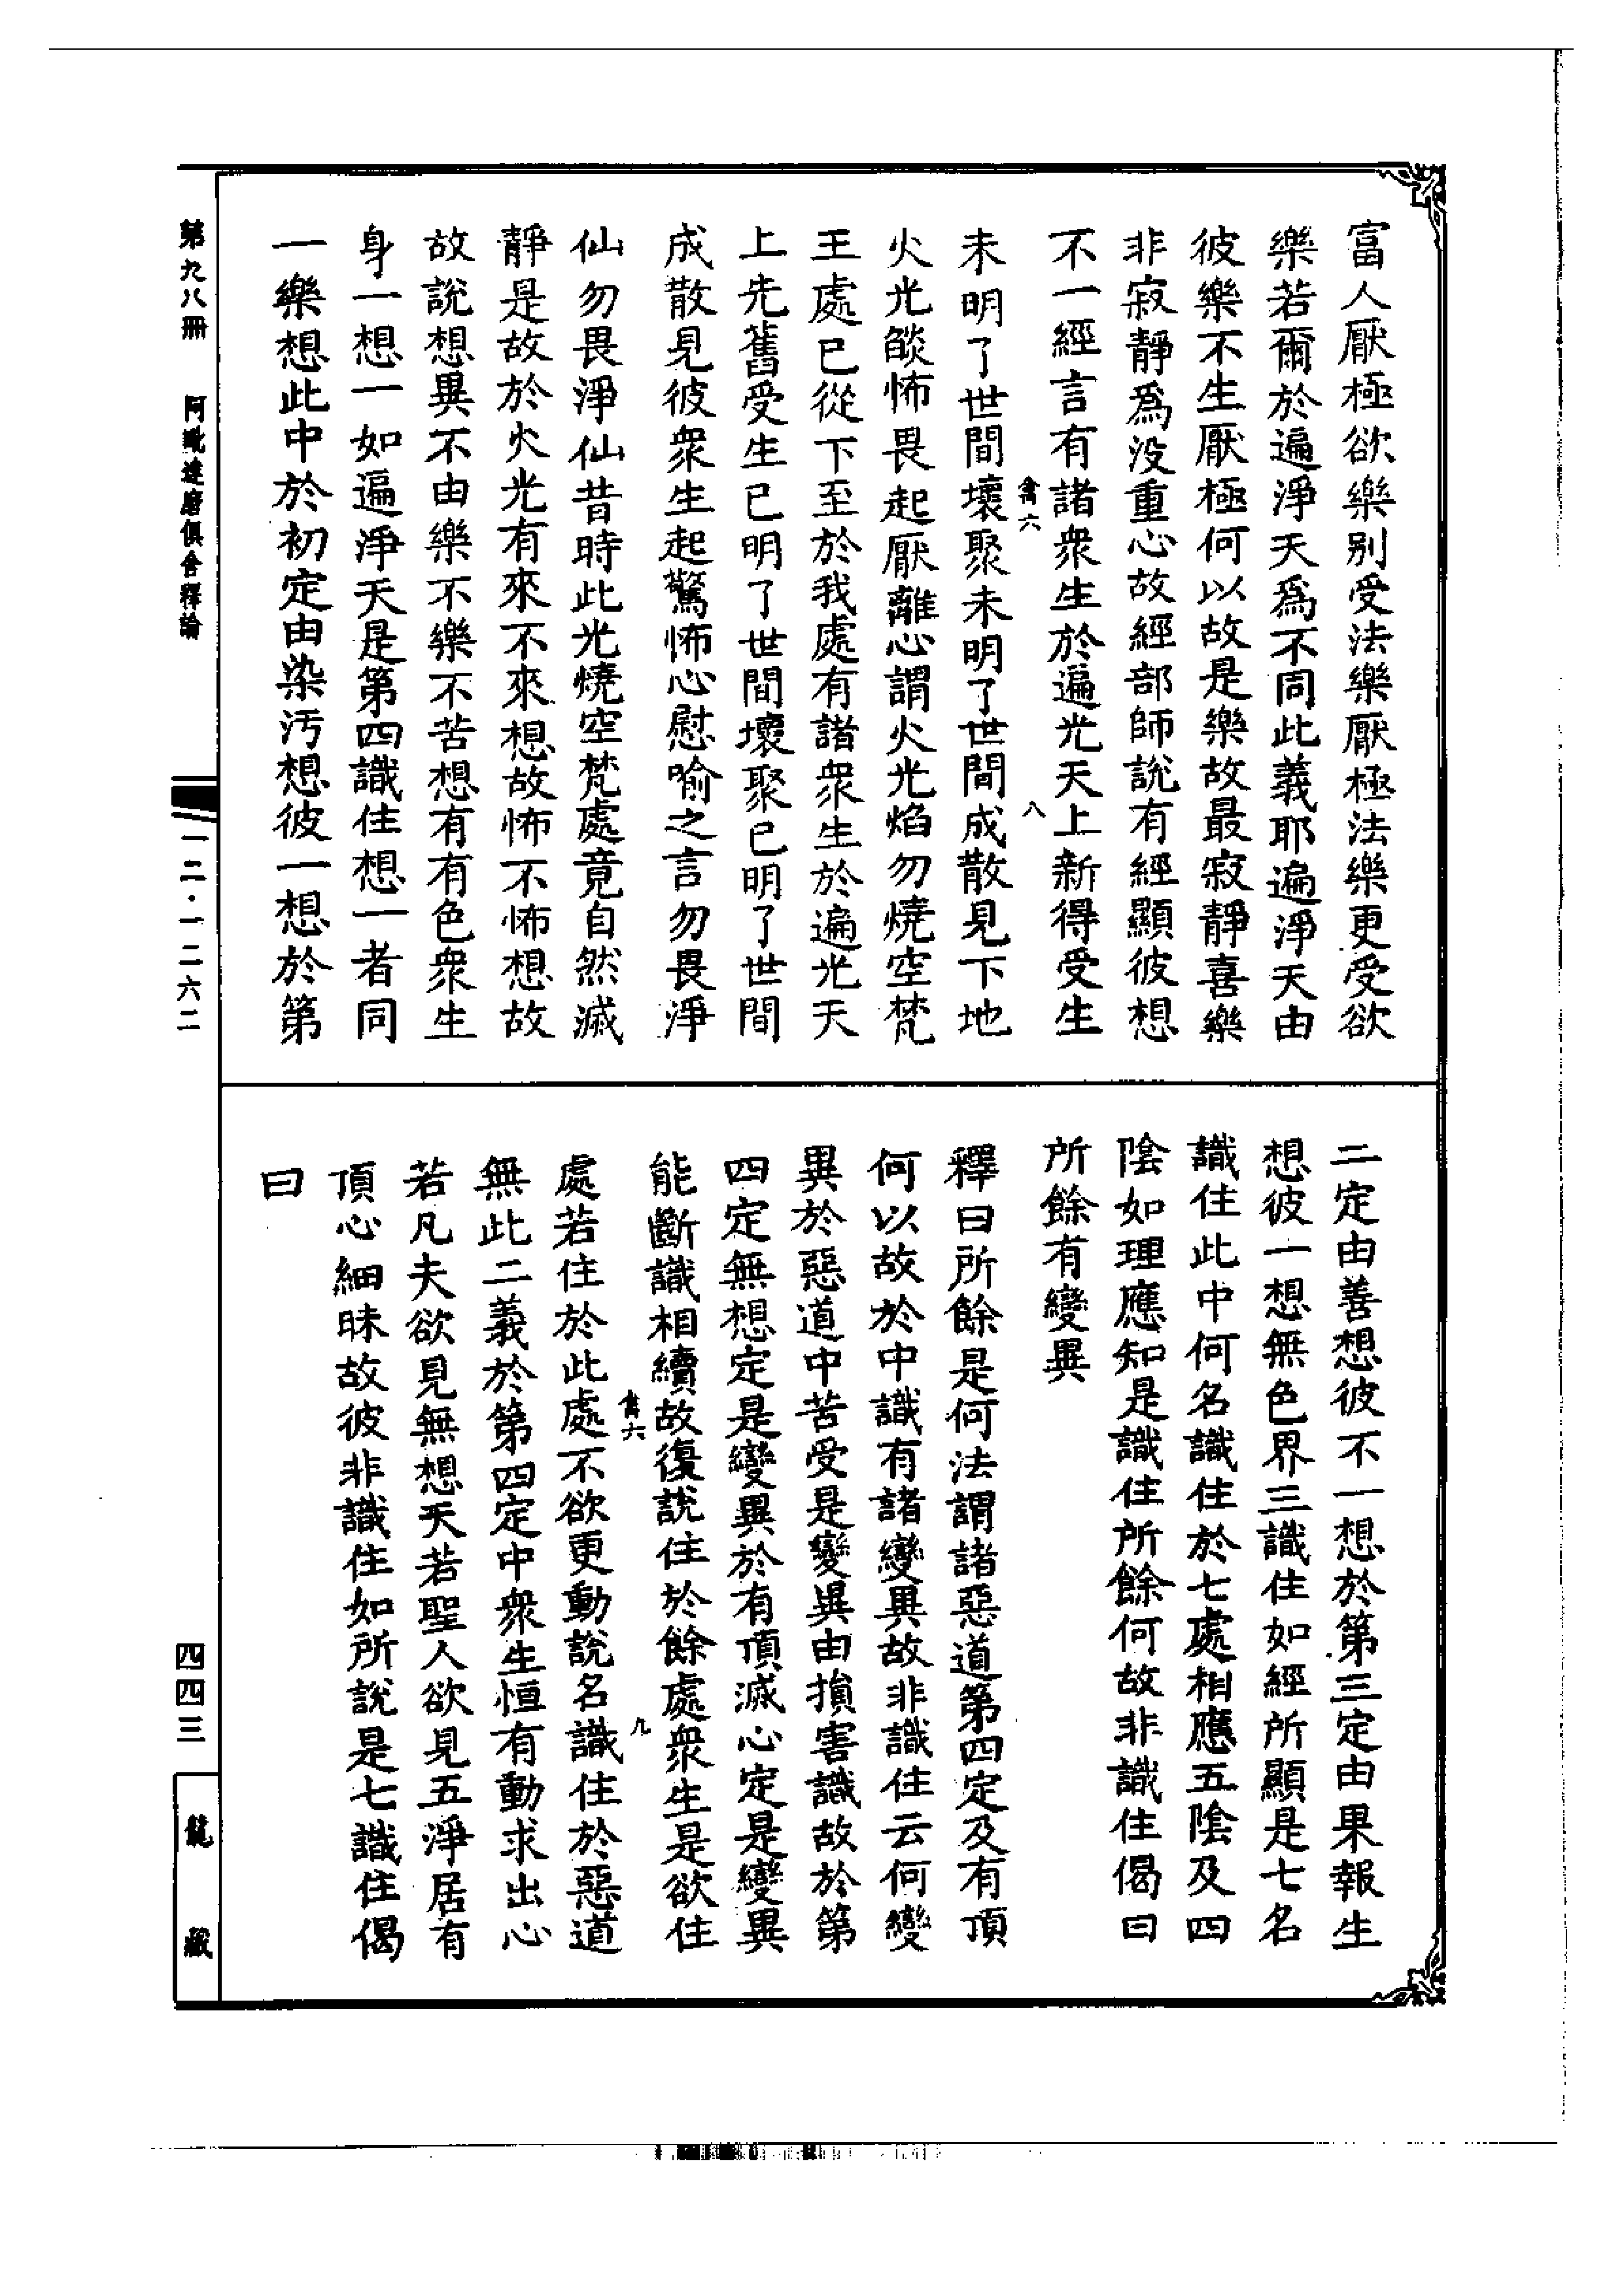 富人厭極欲樂别受法樂厭極法樂更受欲
樂若爾於遍淨天爲不同此義耶遍淨天由
彼樂不生厭極何以故是樂故最寂靜喜樂
非寂靜爲没重心故經部師説有經顯彼想
不一經言有諸衆生於遍光天上新得受生
禽六
八
未明了世間壞聚未明了世間成散見下地
火光燄怖畏起厭離心謂火光焰勿燒空梵
王處已從下至於我處有諸衆生於遍光天
上先舊受生已明了世間壞聚已明了世間
成散見彼衆生起驚怖心慰喻之言勿畏淨
仙勿畏淨仙昔時此光燒空梵處竟自然滅
靜是故於火光有來不來想故怖不怖想故
故説想異不由樂不樂不苦想有有色衆生
身一想一如遍淨天是第四識住想一者同
一樂想此中於初定由染汚想彼一想於第
二定由善想彼不一想於第三定由果報生
想彼一想無色界三識住如經所顯是七名
識住此中何名識住於七處相應五陰及四
陰如理應知是識住所餘何故非識住偈曰
所餘有變異
釋曰所餘是何法謂諸惡道第四定及有頂
何以故於中識有諸變異故非識住云何變
異於惡道中苦受是變異由損害識故於第
四定無想定是變異於有頂滅心定是變異
能斷識相續故復説住於餘處衆生是欲住
禽六
九
處若住於此處不欲更動説名識住於惡道
無此二義於第四定中衆生恒有動求出心
若凡夫欲見無想天若聖人欲見五淨居有
頂心細昧故彼非識住如所説是七識住偈
曰
第九八冊
阿毗達磨俱舍釋論
一二·一二六二
四四三
龍藏